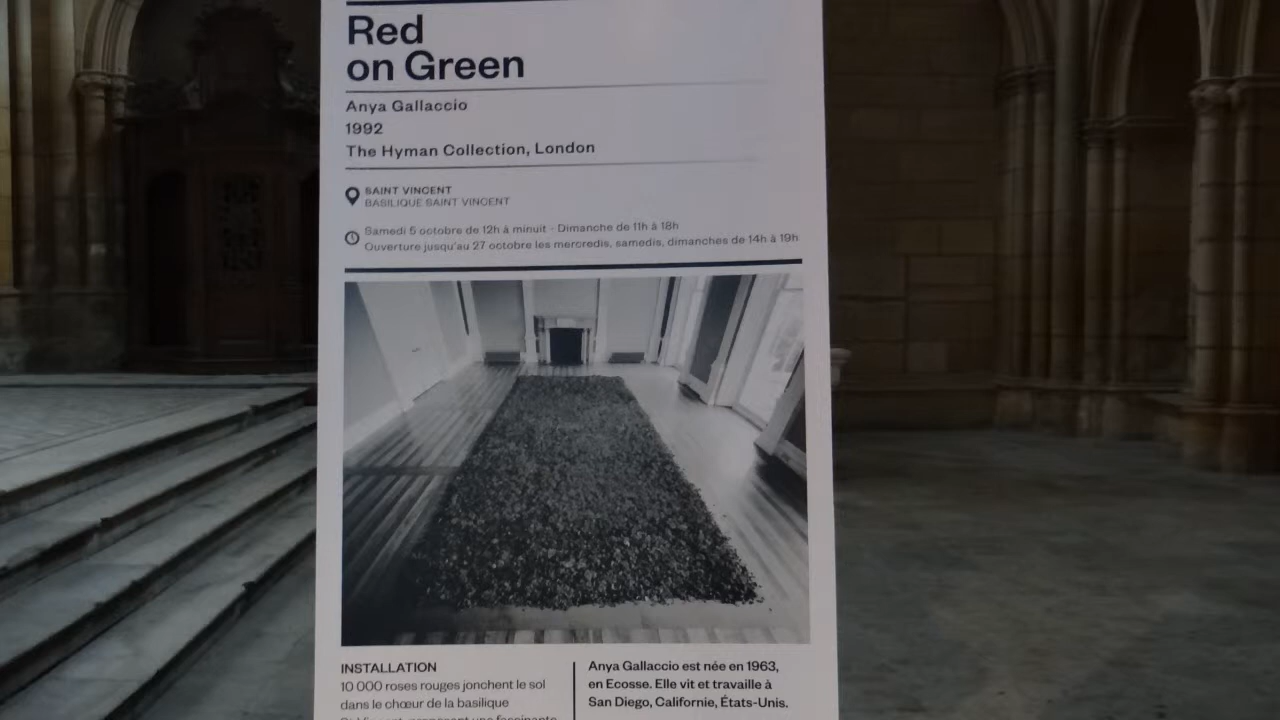 Red
on Green
Anya Gallaccio
1992
The Hyman Collection, London
SAINT VINCENT
BASILIQUE SAINT VINCENT
Samedi 5 octobre de 12h à minuit - Dimanche de 11h à 18h
Ouverture jusqu'au 27 octobre les mercredis, samedis, dimanches de 14h à 19h
INSTALLATION
10 000 roses rouges jonchent le sol
dans le chœur de la basilique
Anya Gallaccio est née en 1963,
en Ecosse. Elle vit et travaille à
San Diego, Californie, États-Unis.